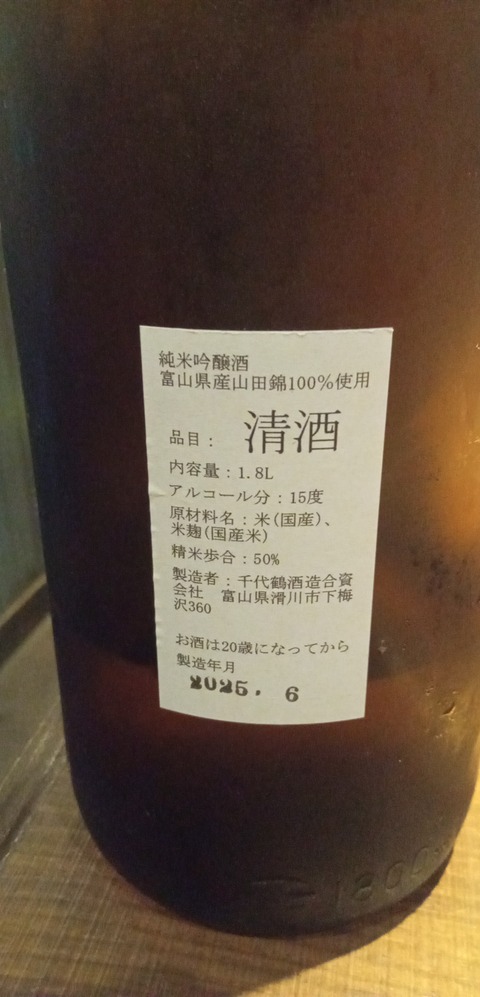 純米吟醸酒
富山県産山田錦100%使用
品目： 清酒
内容量：1.8L
アルコール分：15度
原材料名：米(国産)、
米麹(国産米)
精米歩合：50%
製造者：千代鶴酒造合資
会社 富山県滑川市下梅
沢360
お酒は20歳になってから
製造年月
2025. 6